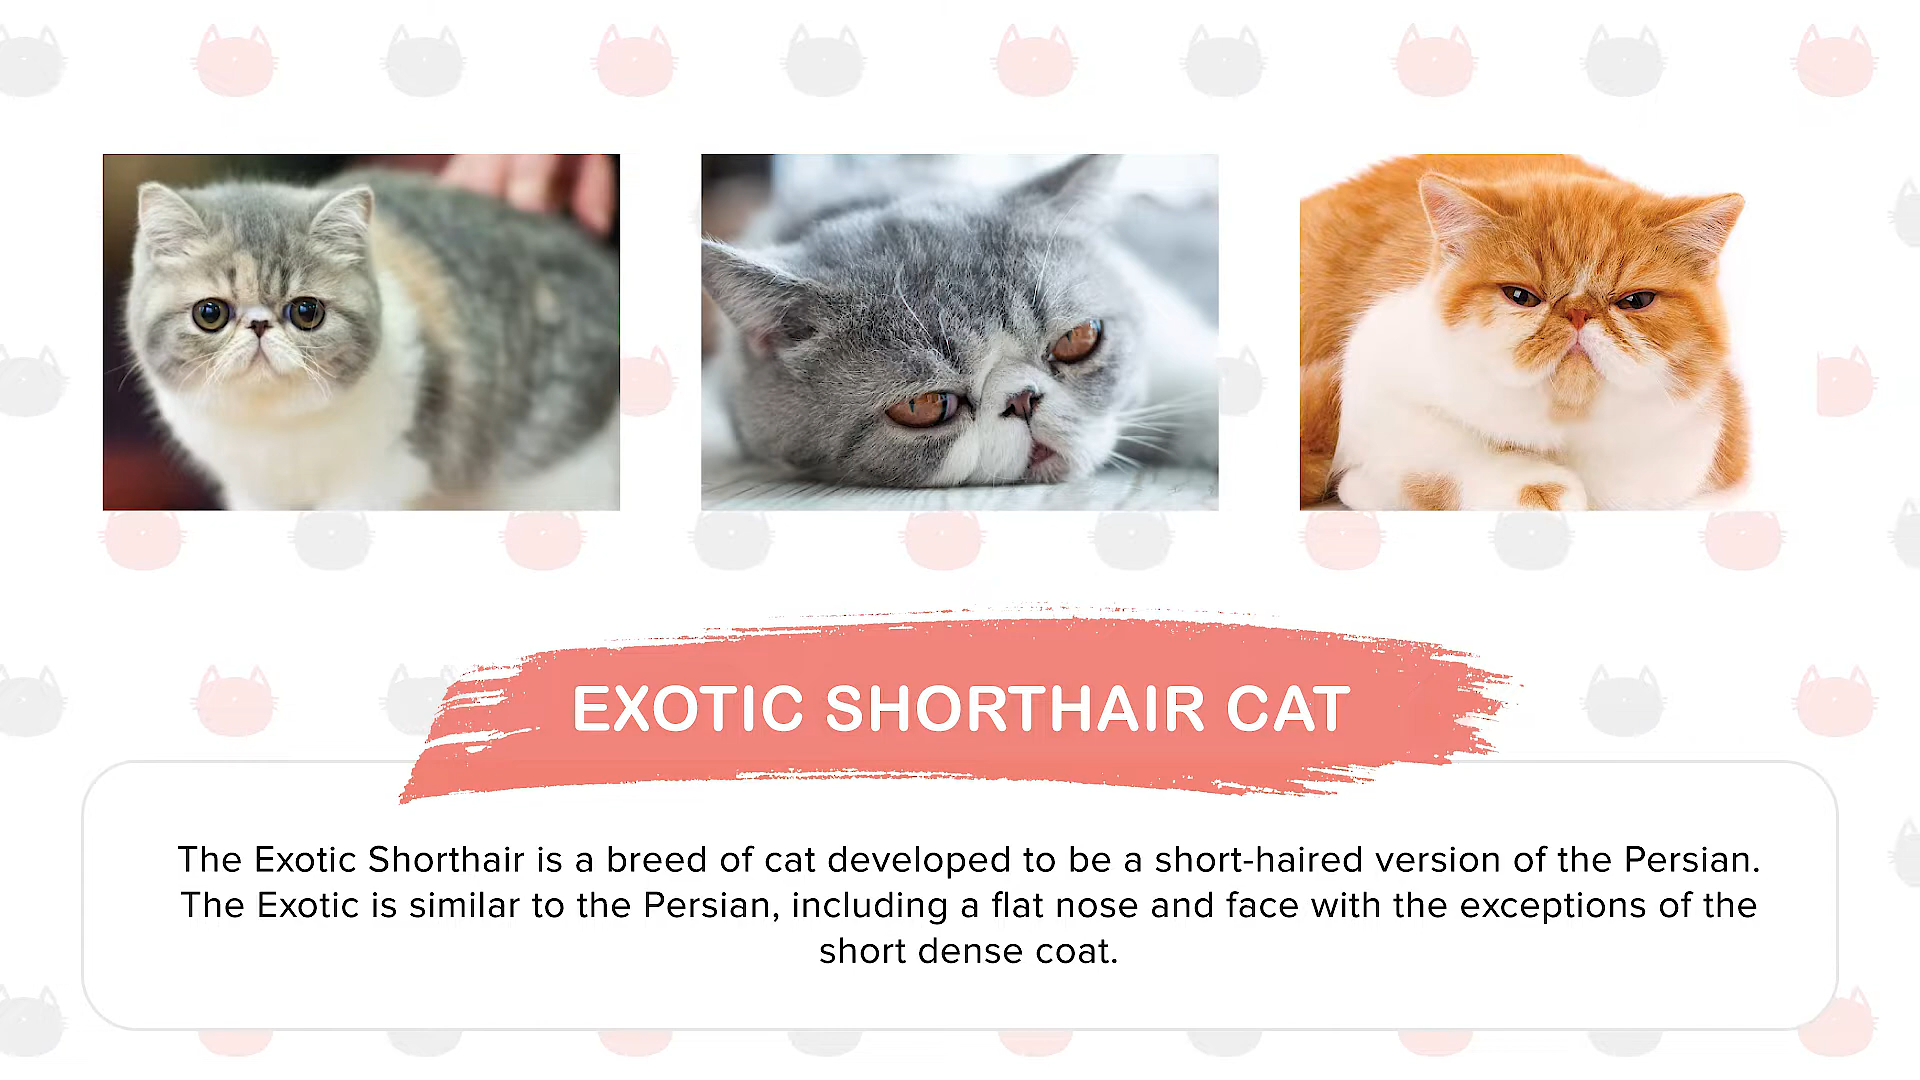 EXOTIC SHORTHAIR CAT
The Exotic Shorthair is a breed of cat developed to be a short-haired version of the Persian.
The Exotic is similar to the Persian, including a flat nose and face with the exceptions of the
short dense coat.